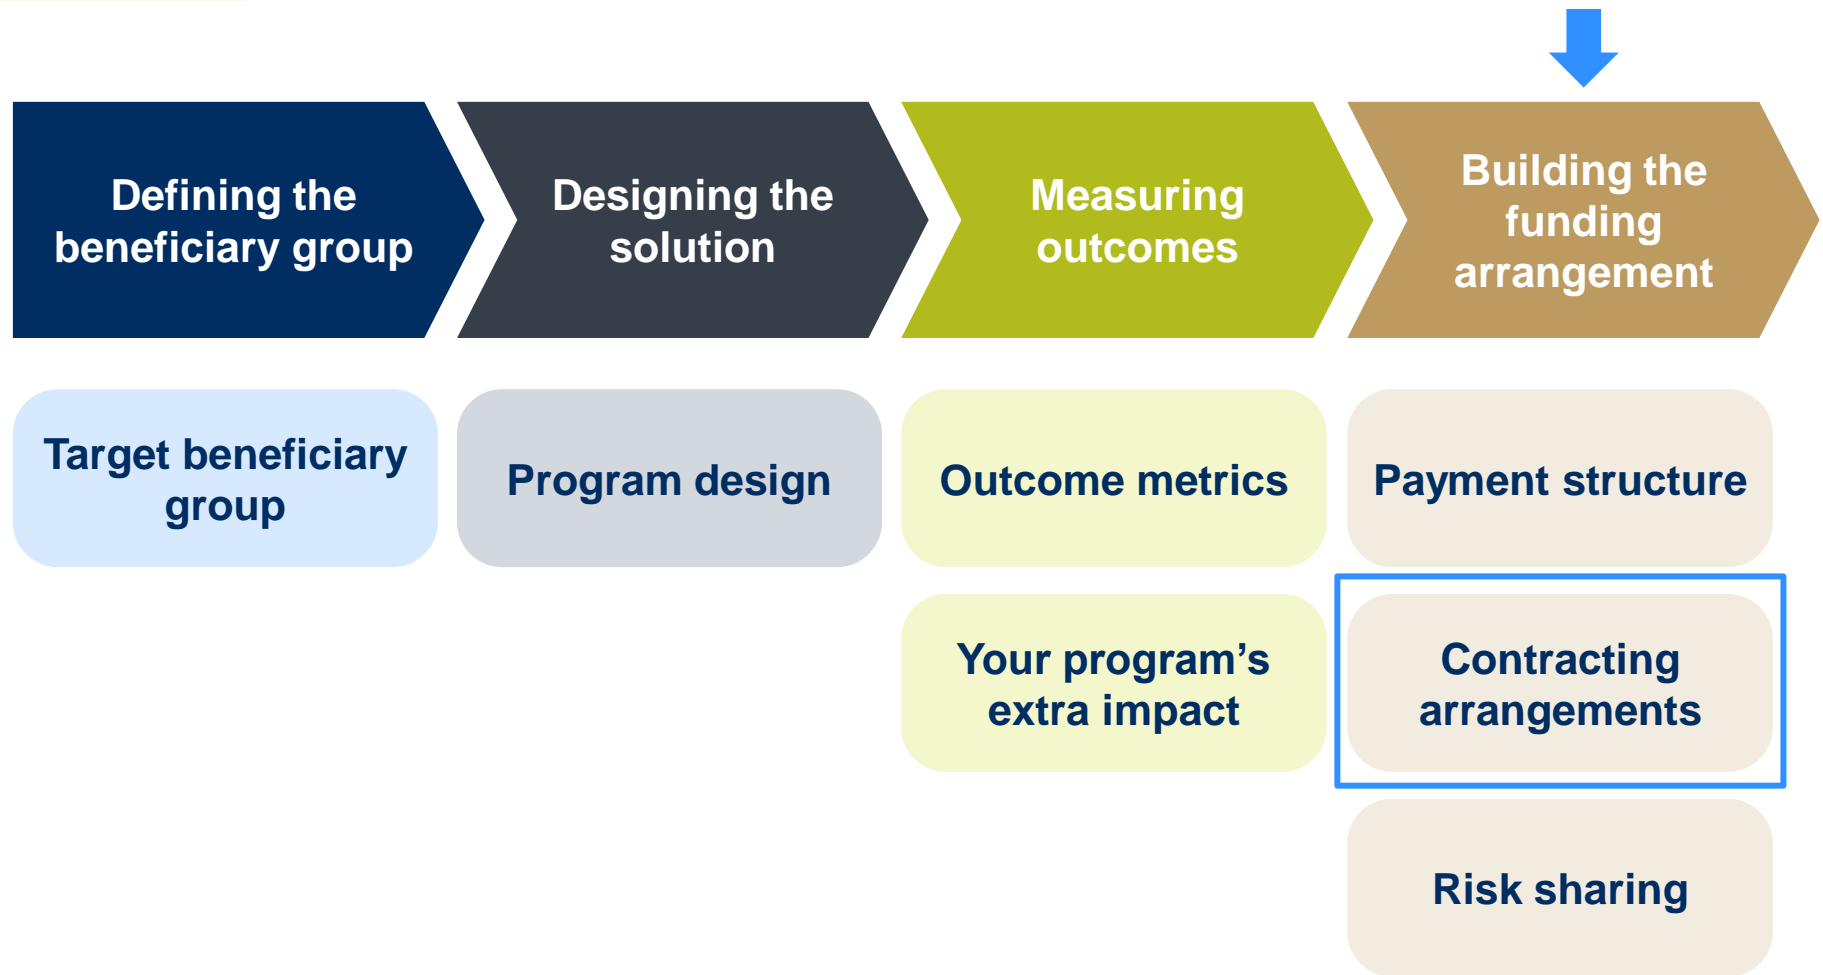 Defining the
beneficiary group
Designing the
solution
Measuring
outcomes
Building the
funding
arrangement
Target beneficiary
group
Program design
Outcome metrics
Payment structure
Your program’s
extra impact
Contracting
arrangements
Risk sharing